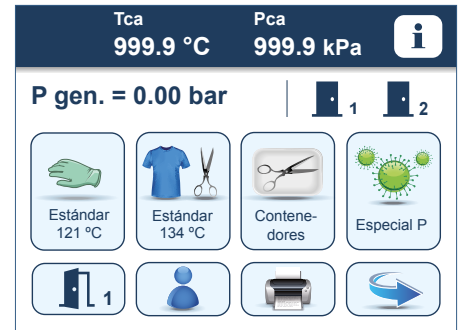 Tca Pca
999.9 °C 999.9 kPa i
P gen. = 0.00 bar 1 2
Estándar
121 ºC
Estándar
134 ºC
Contene-
dores
Especial P
1